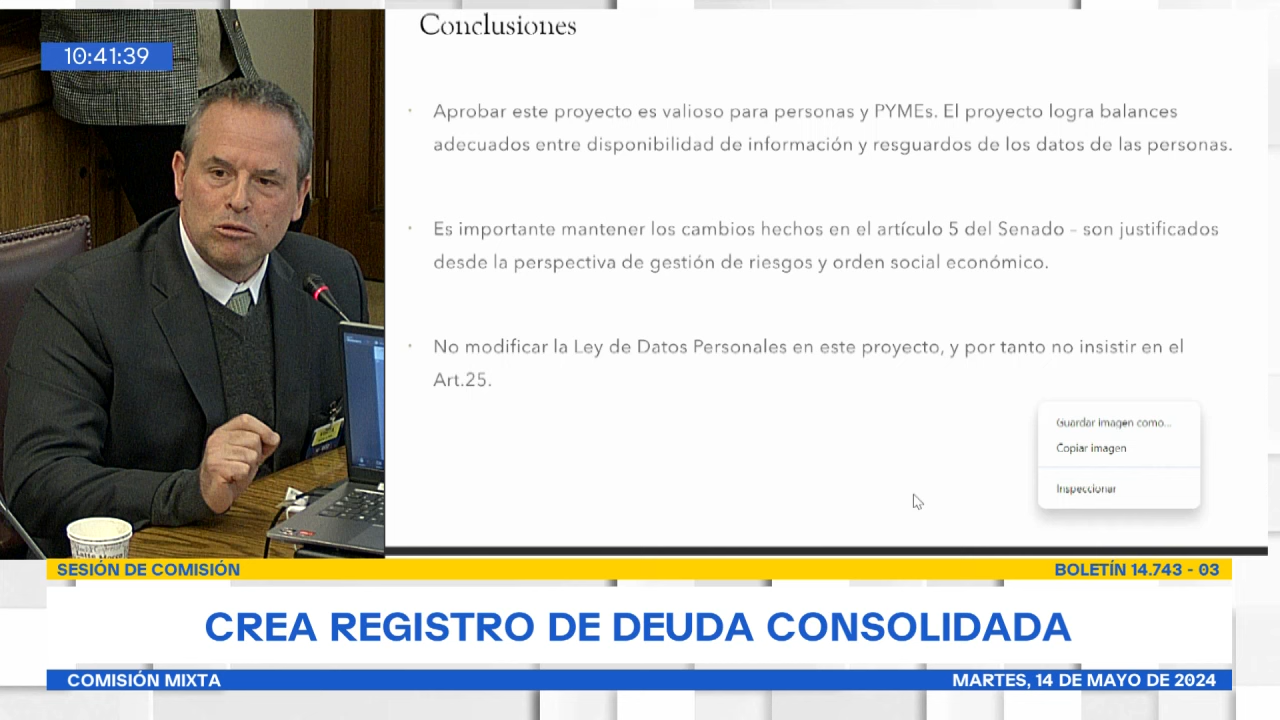 10:41:39
Conclusiones
Aprobar este proyecto es valioso para personas y PYMEs. El proyecto logra balances
adecuados entre disponibilidad de información y resguardos de los datos de las personas.
Es importante mantener los cambios hechos en el artículo 5 del Senado – son justificados
desde la perspectiva de gestión de riesgos y orden social económico.
No modificar la Ley de Datos Personales en este proyecto, y por tanto no insistir en el
Art.25.
Guardar imagen como...
Copiar imagen
Inspeccionar
SESIÓN DE COMISIÓN
BOLETÍN 14.743 - 03
CREA REGISTRO DE DEUDA CONSOLIDADA
COMISIÓN MIXTA
MARTES, 14 DE MAYO DE 2024